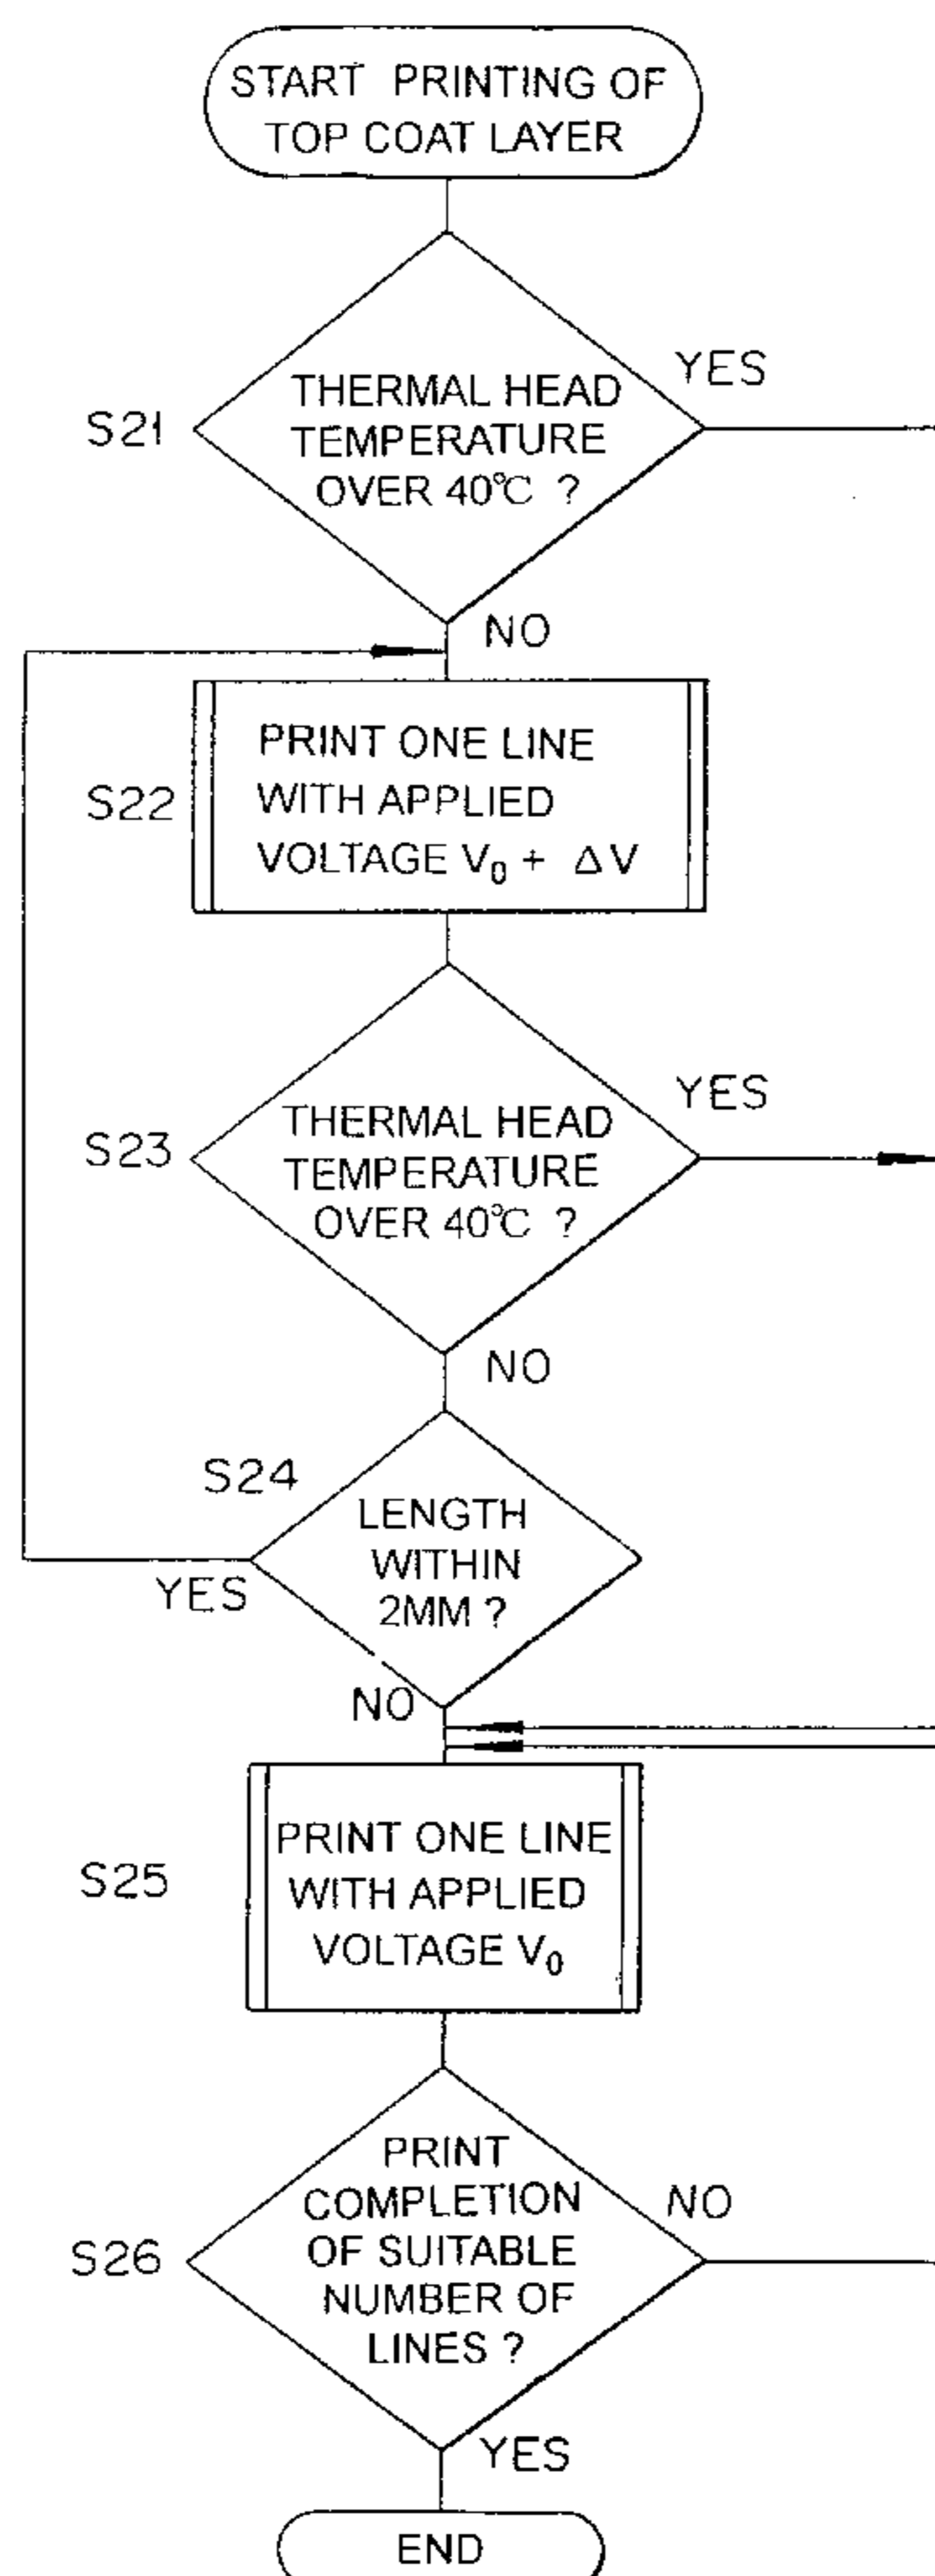 START PRINTING OF
TOP COAT LAYER
S21
THERMAL HEAD
TEMPERATURE
OVER 40℃ ?
YES
NO
S22
PRINT ONE LINE
WITH APPLIED
VOLTAGE V₀ + ΔV
S23
THERMAL HEAD
TEMPERATURE
OVER 40℃ ?
YES
NO
S24
LENGTH
WITHIN
2MM ?
YES
NO
S25
PRINT ONE LINE
WITH APPLIED
VOLTAGE V₀
S26
PRINT
COMPLETION
OF SUITABLE
NUMBER OF
LINES ?
NO
YES
END